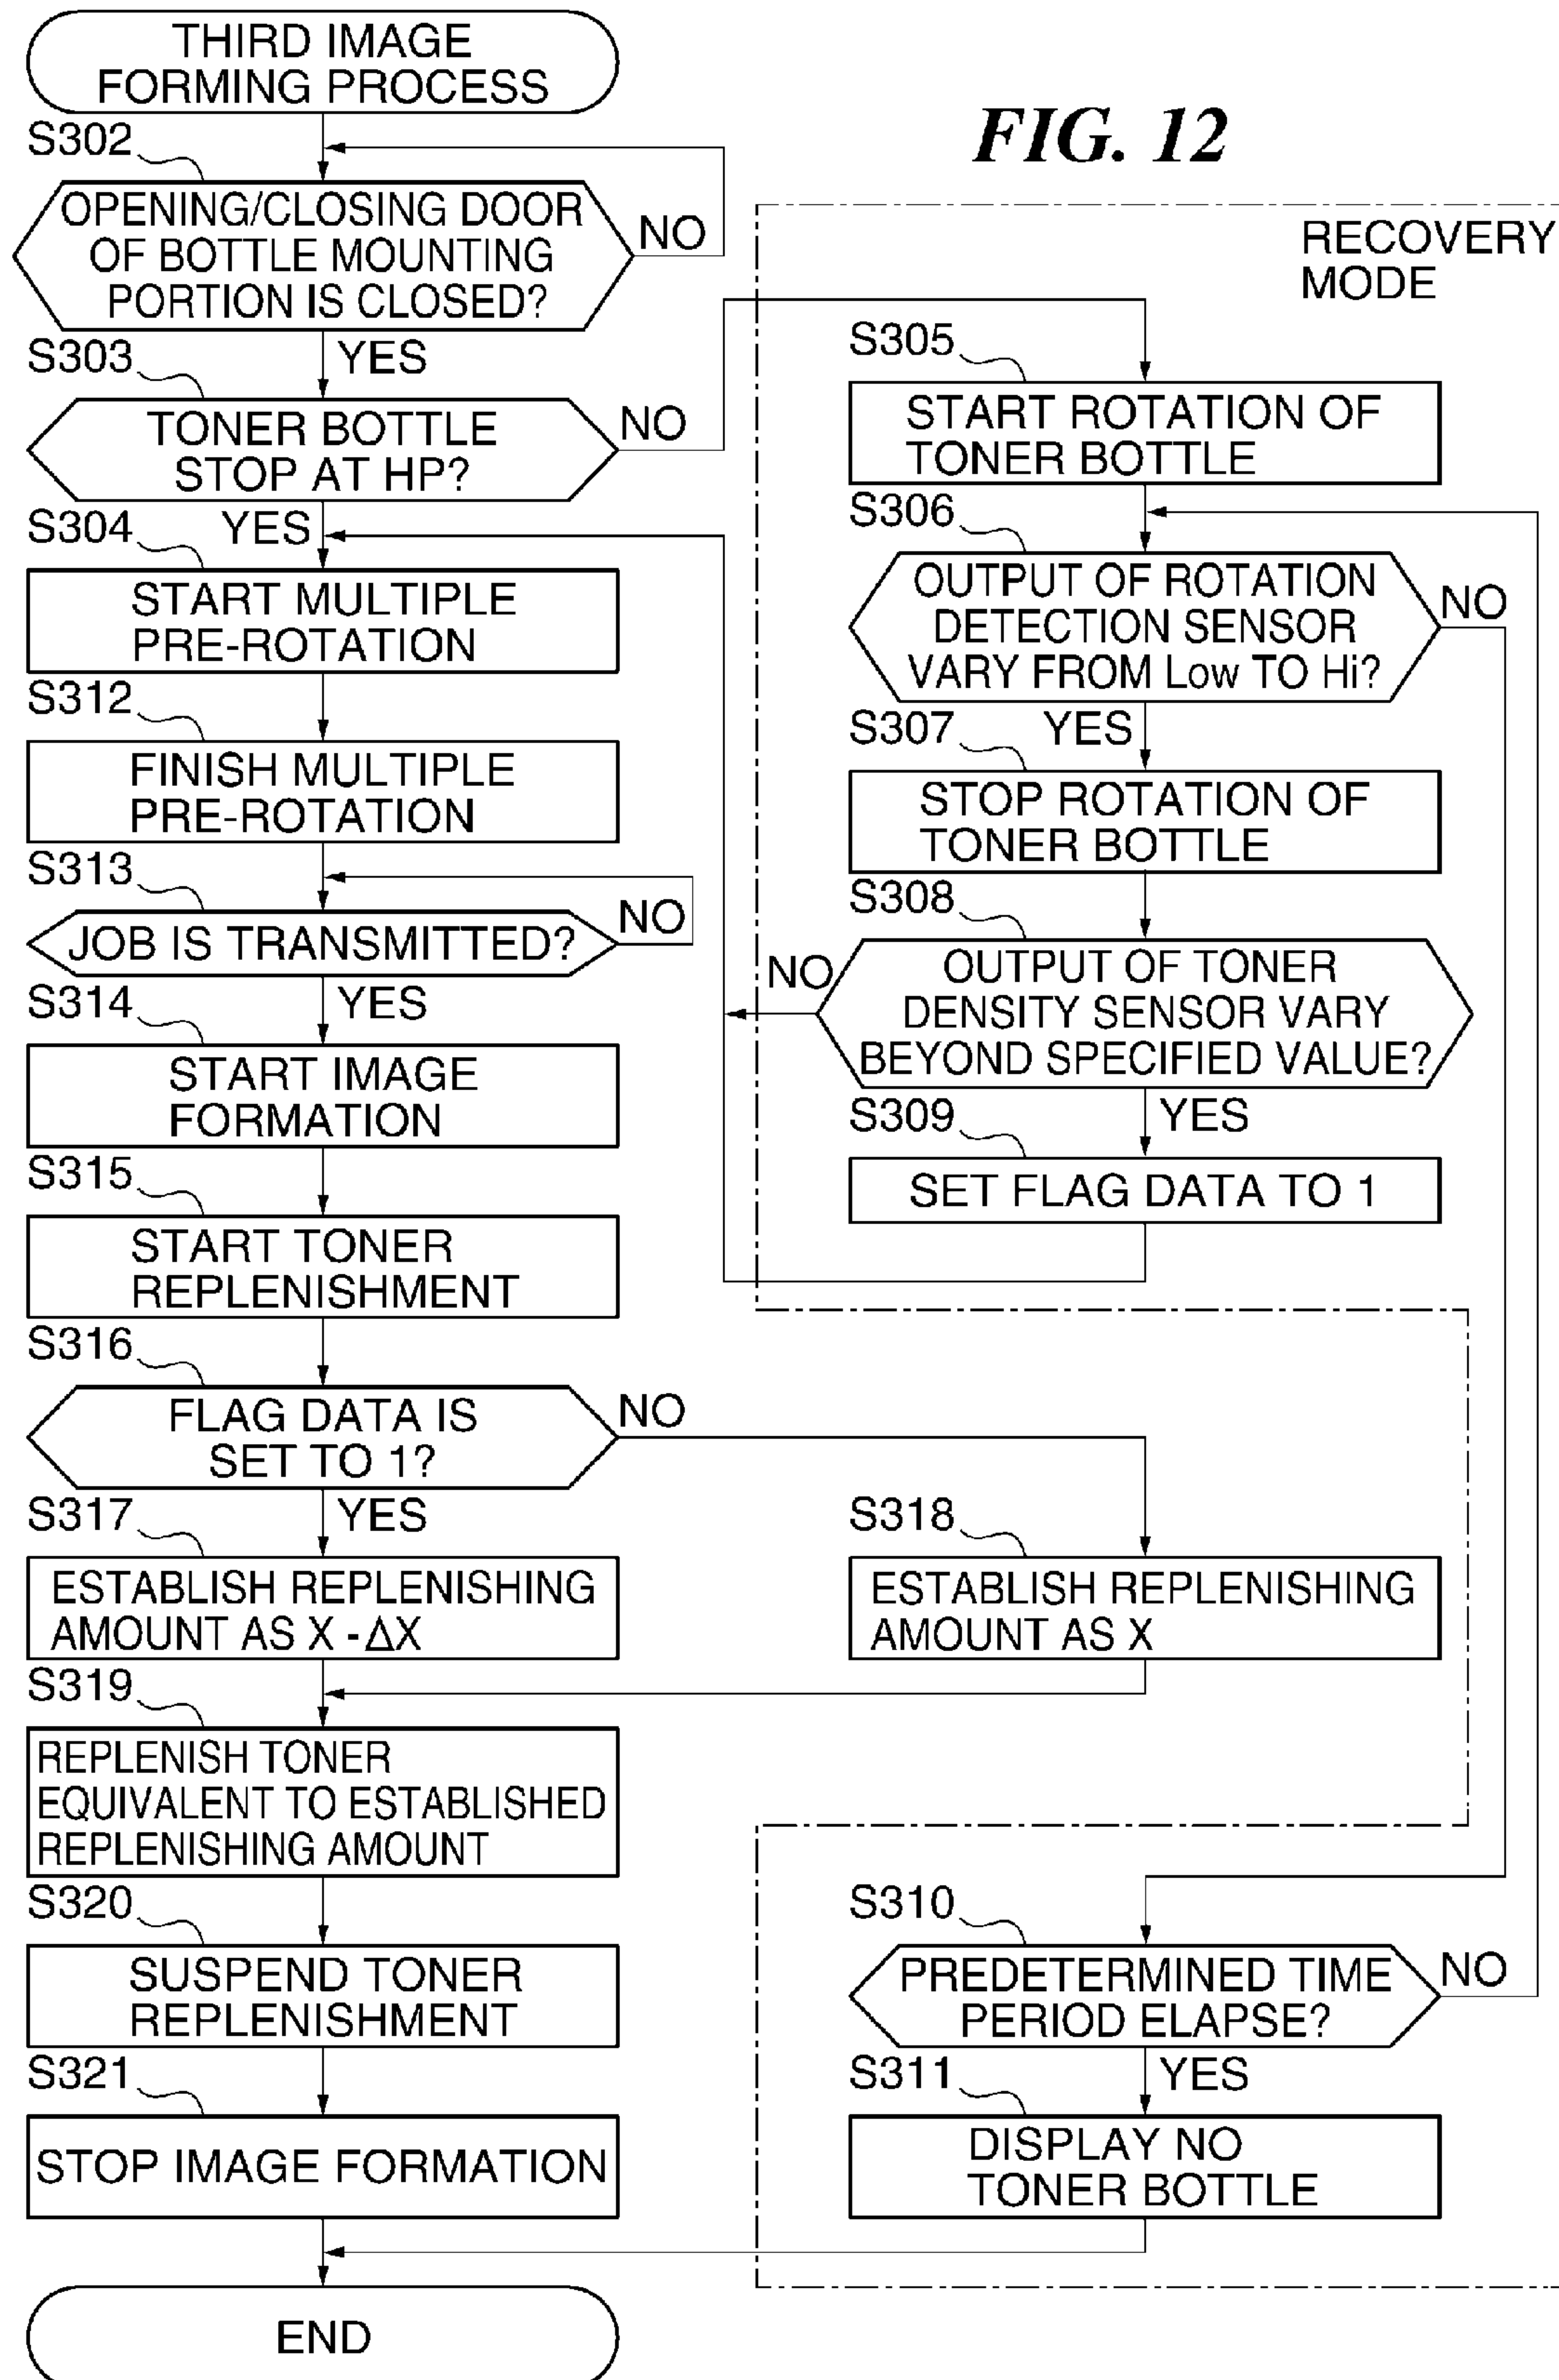 THIRD IMAGE
FORMING PROCESS
FIG. 12
S302
OPENING/CLOSING DOOR
OF BOTTLE MOUNTING
PORTION IS CLOSED?
NO
YES
S303
TONER BOTTLE
STOP AT HP?
NO
YES
S304
START MULTIPLE
PRE-ROTATION
S312
FINISH MULTIPLE
PRE-ROTATION
S313
JOB IS TRANSMITTED?
NO
YES
S314
START IMAGE
FORMATION
S315
START TONER
REPLENISHMENT
S316
FLAG DATA IS
SET TO 1?
NO
YES
S317
ESTABLISH REPLENISHING
AMOUNT AS X -ΔX
S319
REPLENISH TONER
EQUIVALENT TO ESTABLISHED
REPLENISHING AMOUNT
S320
SUSPEND TONER
REPLENISHMENT
S321
STOP IMAGE FORMATION
END
RECOVERY
MODE
S305
START ROTATION OF
TONER BOTTLE
S306
OUTPUT OF ROTATION
DETECTION SENSOR
VARY FROM Low TO Hi?
NO
YES
S307
STOP ROTATION OF
TONER BOTTLE
S308
OUTPUT OF TONER
DENSITY SENSOR VARY
BEYOND SPECIFIED VALUE?
NO
YES
S309
SET FLAG DATA TO 1
S318
ESTABLISH REPLENISHING
AMOUNT AS X
S310
PREDETERMINED TIME
PERIOD ELAPSE?
NO
YES
S311
DISPLAY NO
TONER BOTTLE